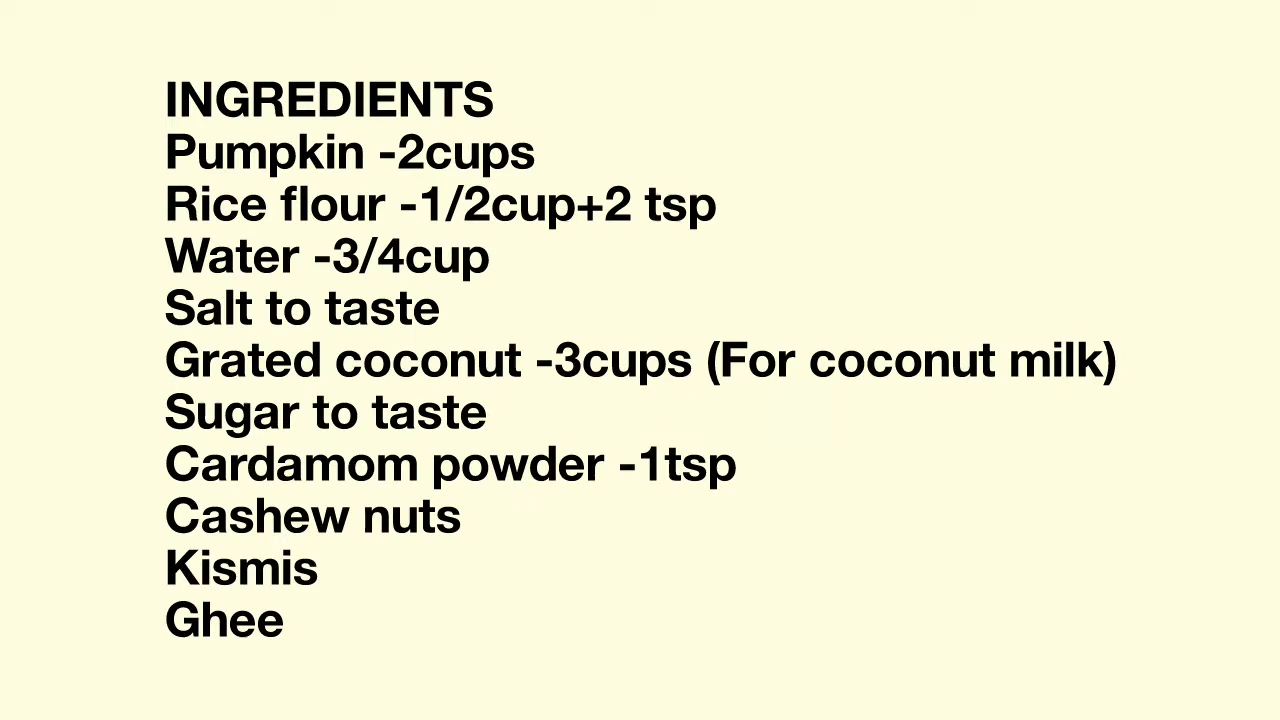 INGREDIENTS
Pumpkin -2cups
Rice flour -1/2cup+2 tsp
Water -3/4cup
Salt to taste
Grated coconut -3cups (For coconut milk)
Sugar to taste
Cardamom powder -1tsp
Cashew nuts
Kismis
Ghee